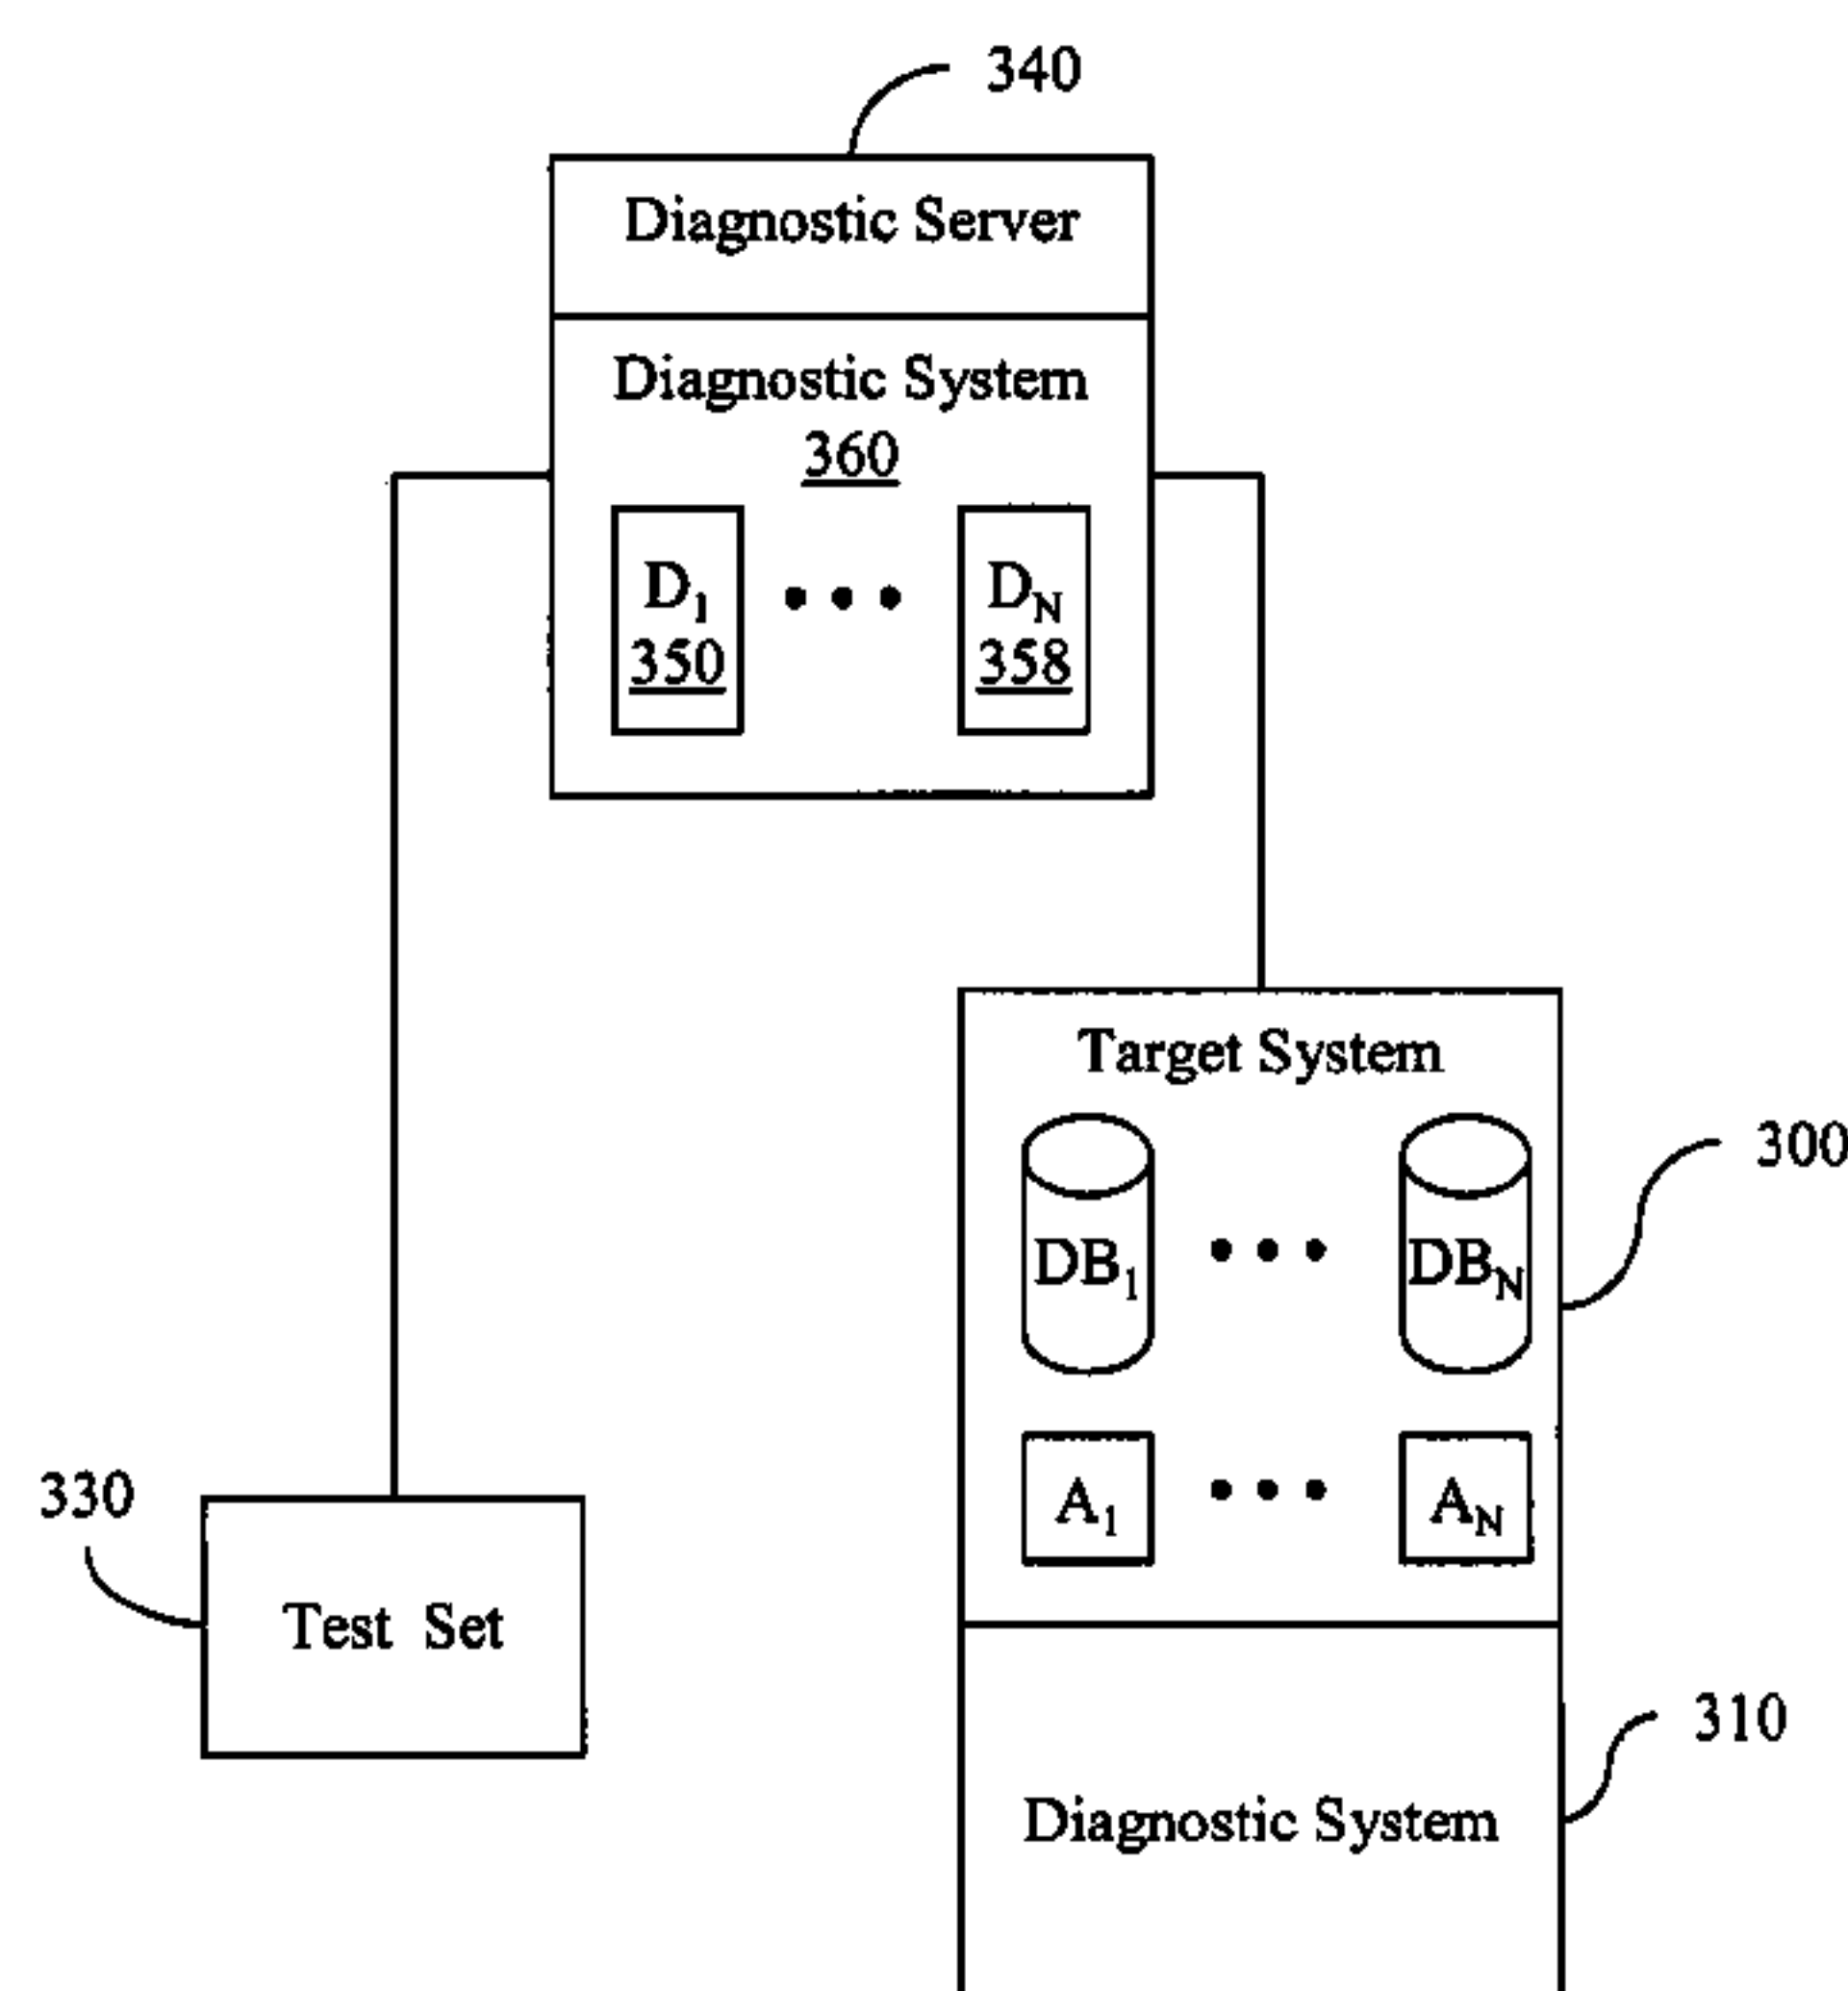 340
Diagnostic Server
Diagnostic System
360
D1 ••• DN
350 358
Target System
300
DB1 ••• DBN
A1 ••• AN
330
Test Set
310
Diagnostic System